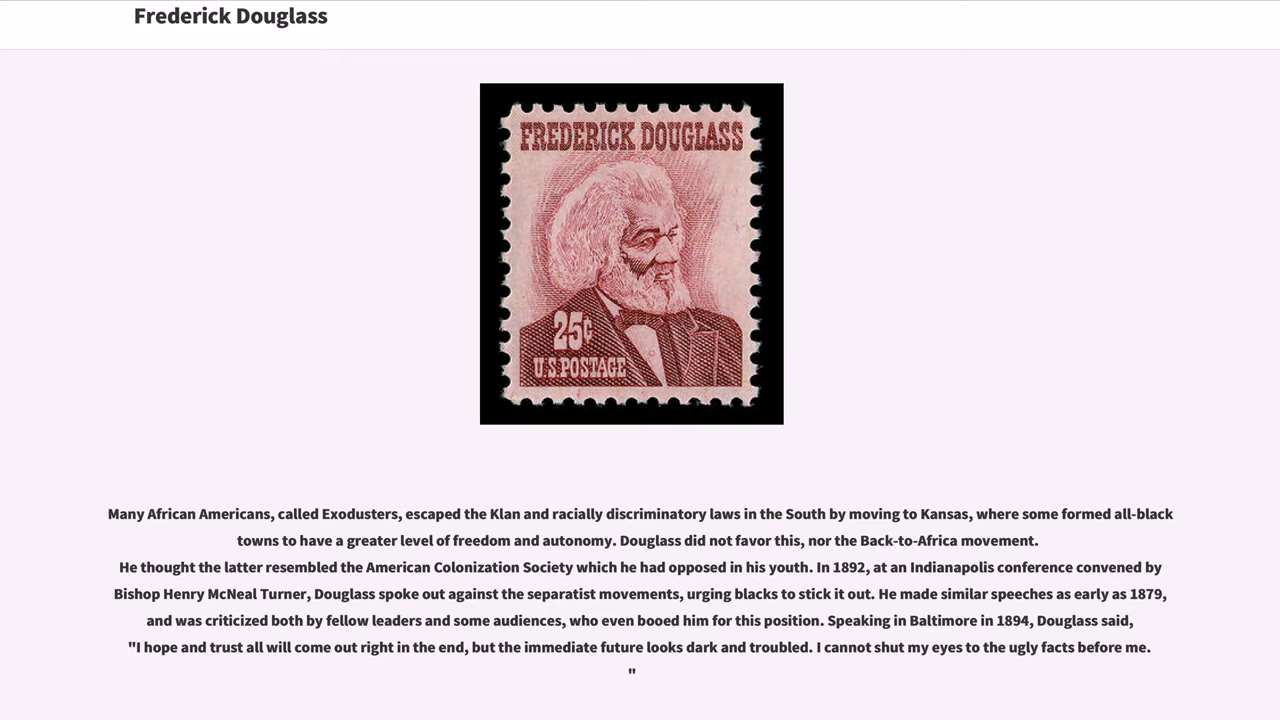 Frederick Douglass
FREDERICK DOUGLASS
25¢
U.S.POSTAGE
Many African Americans, called Exodusters, escaped the Klan and racially discriminatory laws in the South by moving to Kansas, where some formed all-black
towns to have a greater level of freedom and autonomy. Douglass did not favor this, nor the Back-to-Africa movement.
He thought the latter resembled the American Colonization Society which he had opposed in his youth. In 1892, at an Indianapolis conference convened by
Bishop Henry McNeal Turner, Douglass spoke out against the separatist movements, urging blacks to stick it out. He made similar speeches as early as 1879,
and was criticized both by fellow leaders and some audiences, who even booed him for this position. Speaking in Baltimore in 1894, Douglass said,
"I hope and trust all will come out right in the end, but the immediate future looks dark and troubled. I cannot shut my eyes to the ugly facts before me.
"